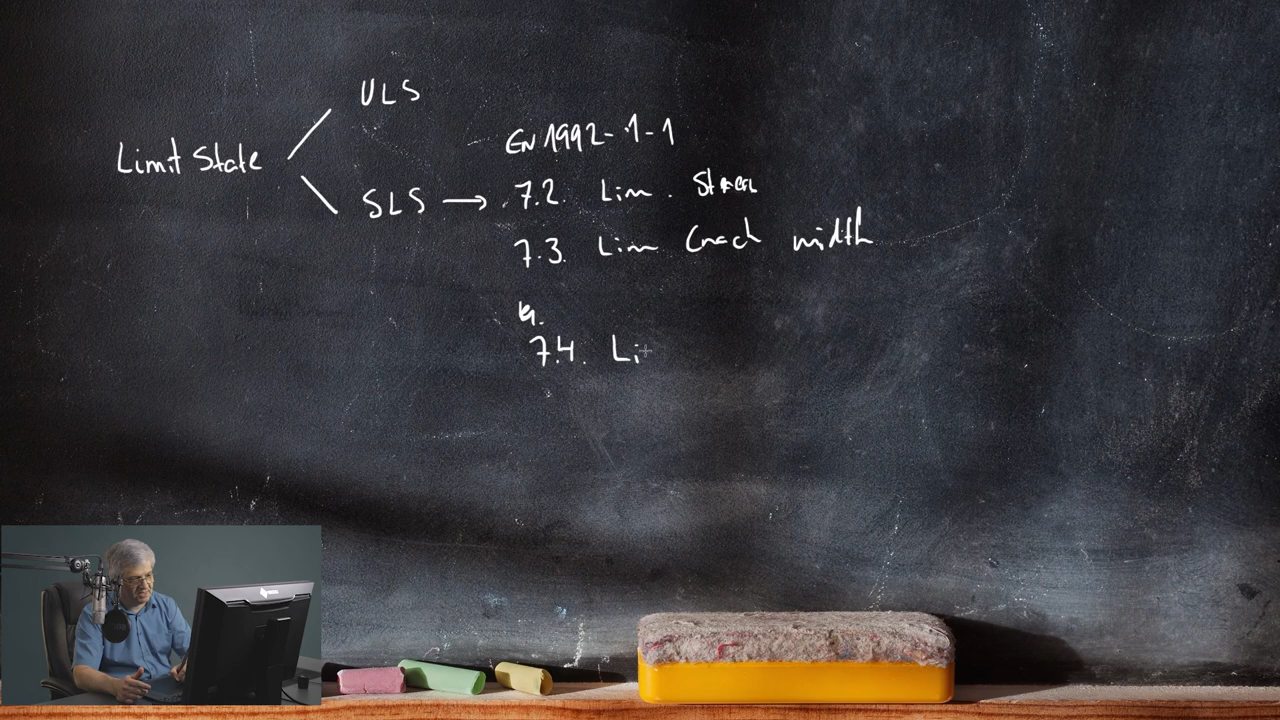 ULS
Limit State
EN 1992-1-1
SLS → 7.2. Lim. Stress
7.3. Lim Crack width
7.4. Li